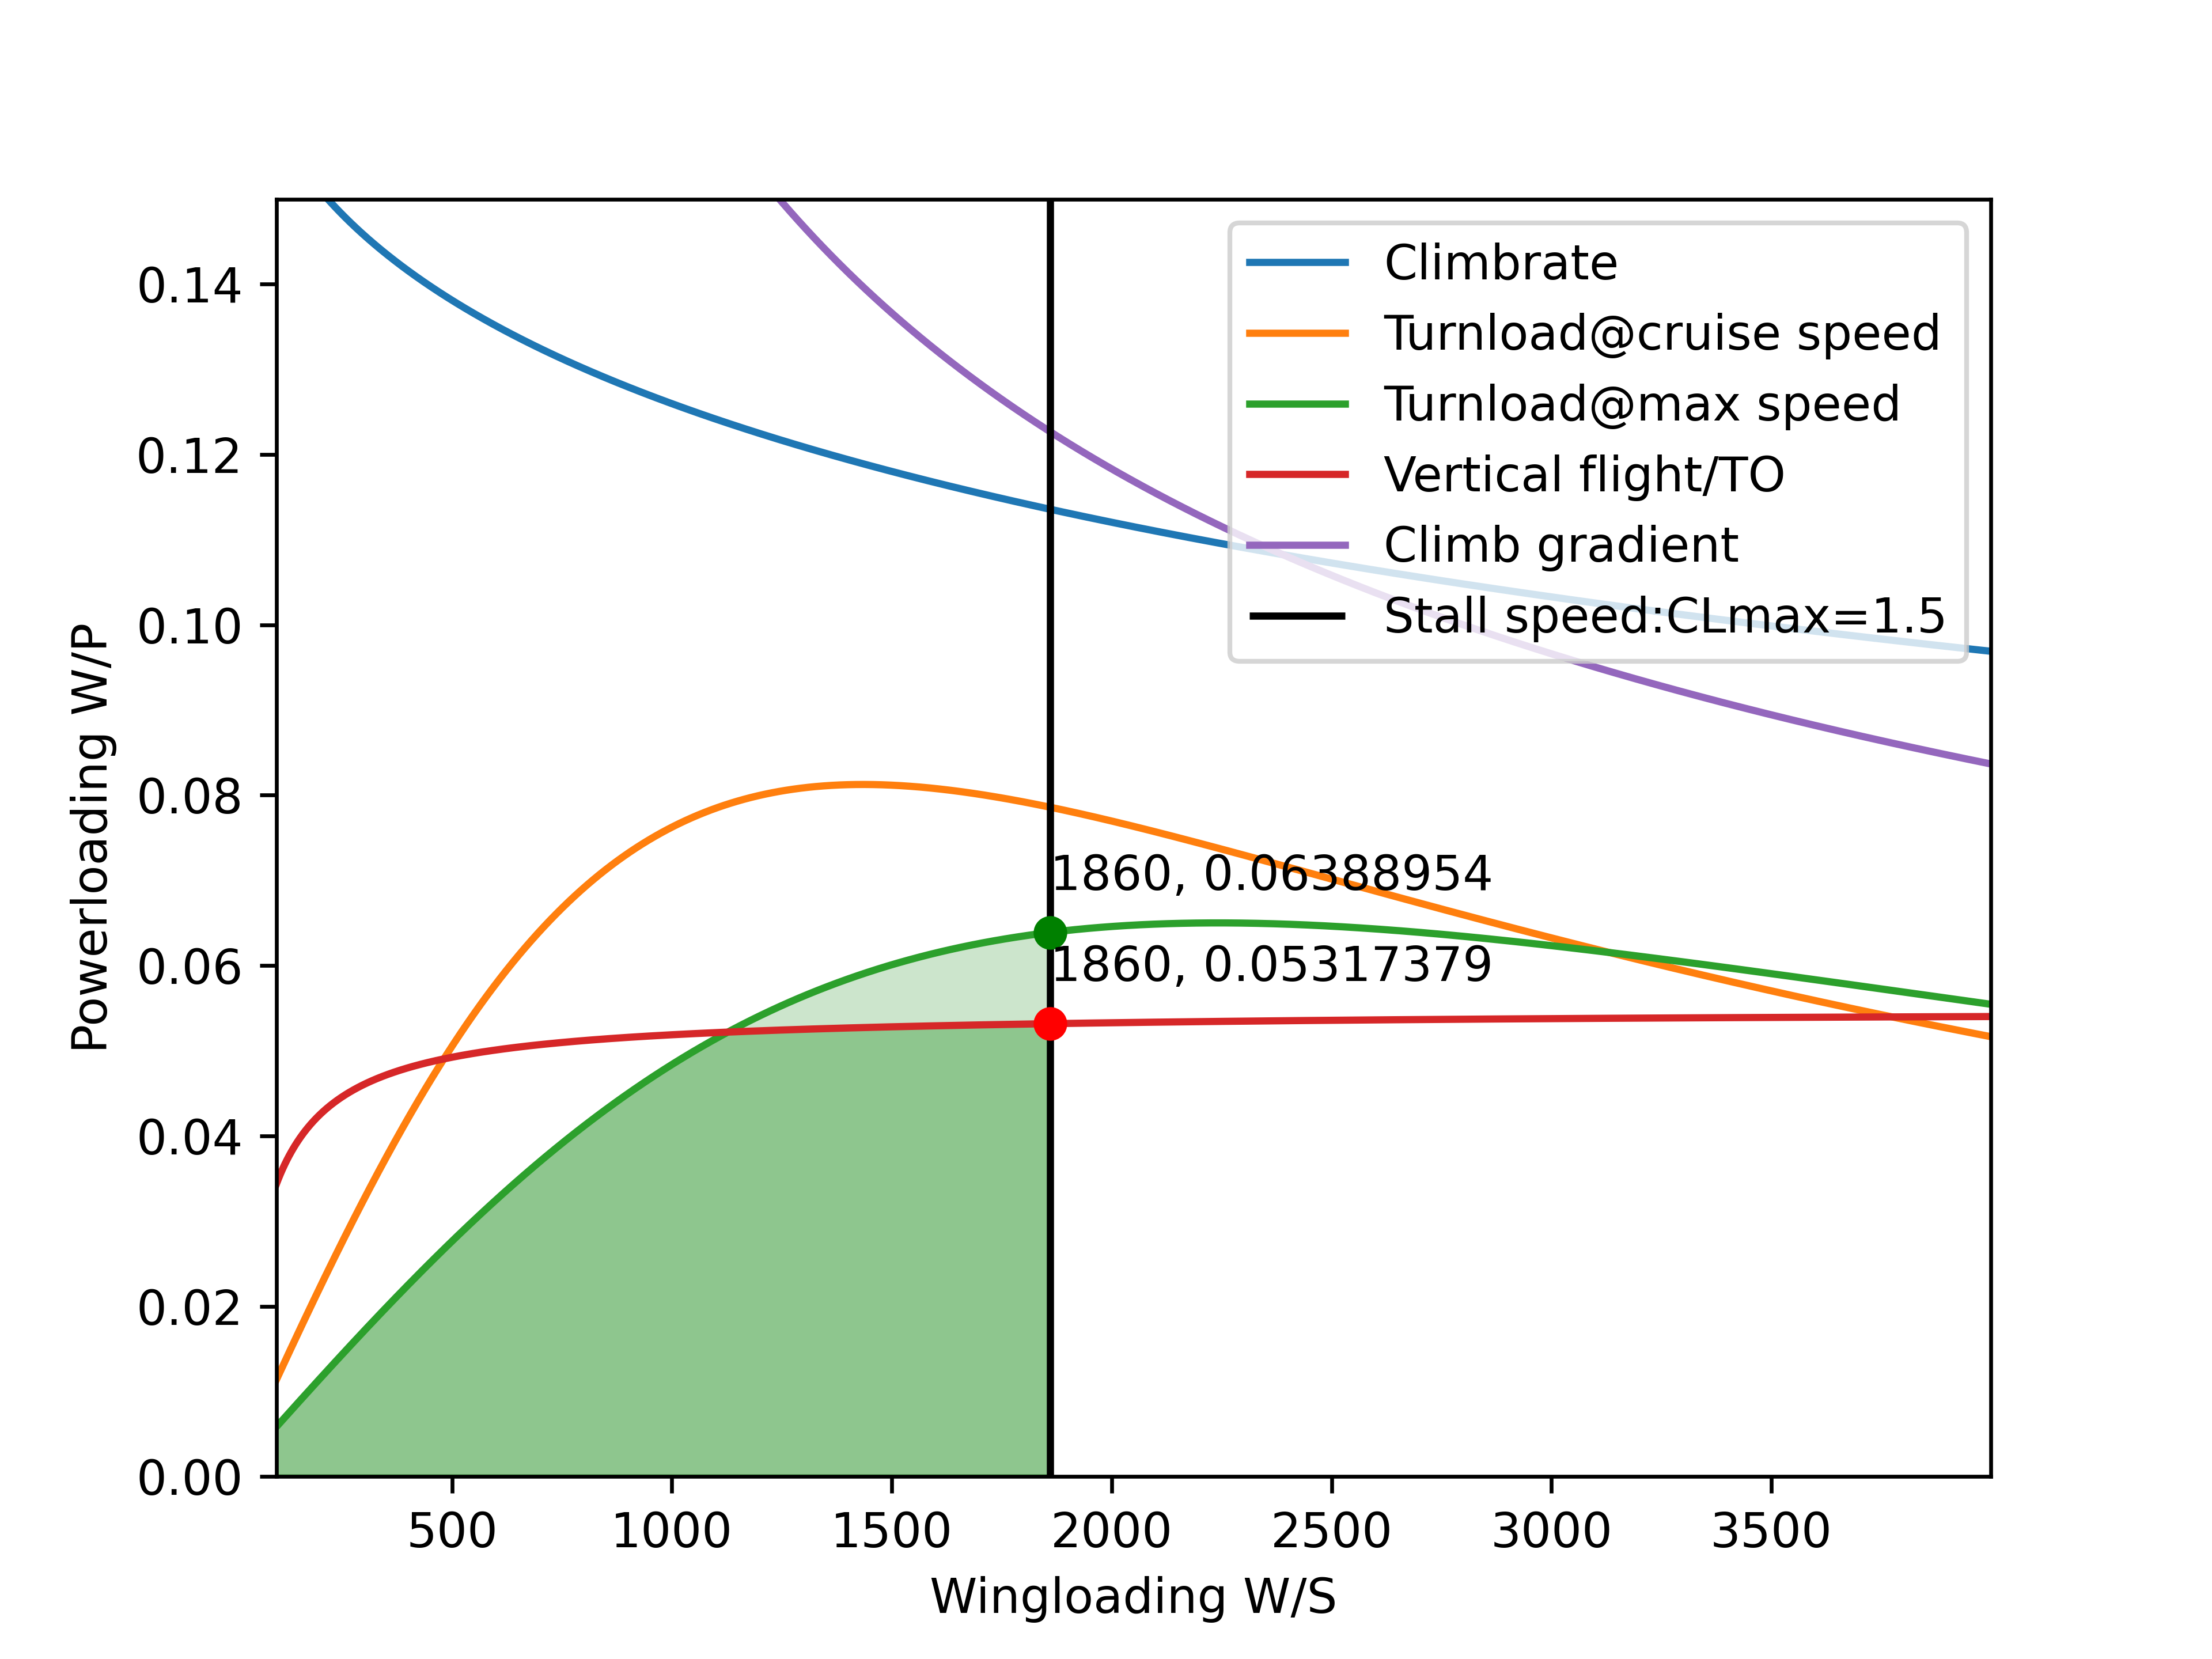 Powerloading W/P
0.14
0.12
0.10
0.08
0.06
0.04
0.02
0.00
Climbrate
Turnload@cruise speed
Turnload@max speed
Vertical flight/TO
Climb gradient
Stall speed:CLmax=1.5
1860, 0.06388954
1860, 0.05317379
500 1000 1500 2000 2500 3000 3500
Wingloading W/S